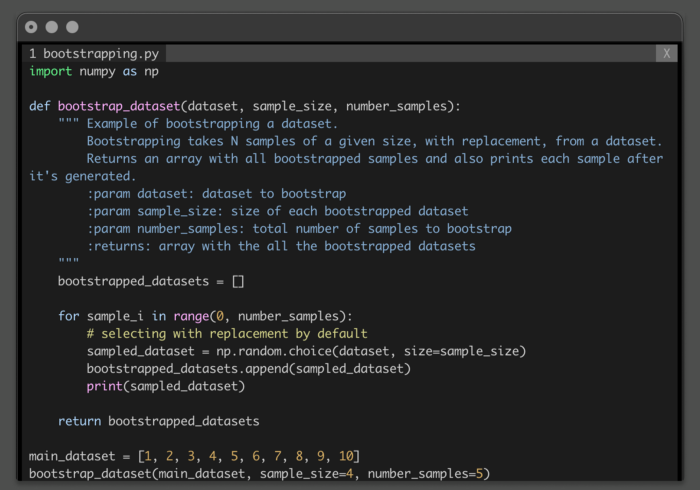 1 bootstrapping.py X
import numpy as np
def bootstrap_dataset(dataset, sample_size, number_samples):
""" Example of bootstrapping a dataset.
Bootstrapping takes N samples of a given size, with replacement, from a dataset.
Returns an array with all bootstrapped samples and also prints each sample after
it's generated.
:param dataset: dataset to bootstrap
:param sample_size: size of each bootstrapped dataset
:param number_samples: total number of samples to bootstrap
:returns: array with the all the bootstrapped datasets
"""
bootstrapped_datasets = []
for sample_i in range(0, number_samples):
# selecting with replacement by default
sampled_dataset = np.random.choice(dataset, size=sample_size)
bootstrapped_datasets.append(sampled_dataset)
print(sampled_dataset)
return bootstrapped_datasets
main_dataset = [1, 2, 3, 4, 5, 6, 7, 8, 9, 10]
bootstrap_dataset(main_dataset, sample_size=4, number_samples=5)